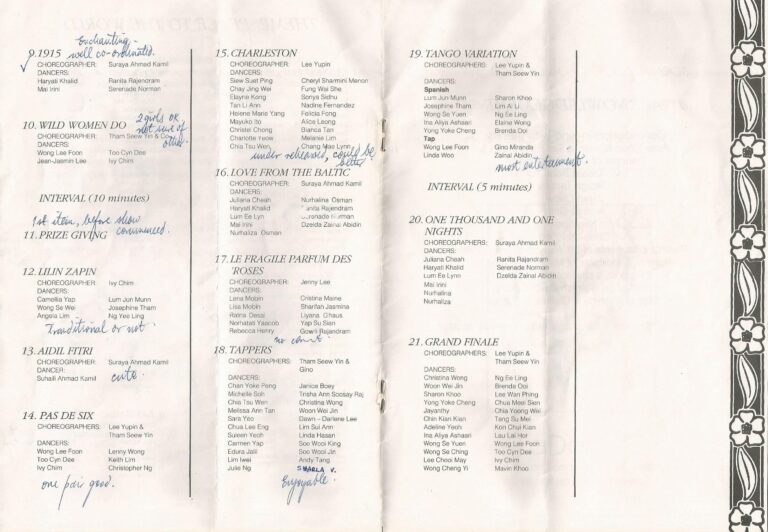 Enchanting -
well co-ordinated.
9. 1915
CHOREOGRAPHER: Suraya Ahmad Kamil
DANCERS:
Haryati Khalid Ranita Rajendram
Mai Irini Serenade Norman
10. WILD WOMEN DO
2 girls OK
not sure of
other.
CHOREOGRAPHER: Tham Seew Yin &
DANCERS:
Wong Lee Foon Too Cyn Dee
Jean-Jasmin Lee Ivy Chim
INTERVAL (10 minutes)
1st item, before show
commenced.
11. PRIZE GIVING
12. LILIN ZAPIN
CHOREOGRAPHER: Ivy Chim
DANCERS:
Camellia Yap Lum Jun Munn
Wong Se Wei Josephine Tham
Angela Lim Ng Yee Ling
Traditional or not.
13. AIDIL FITRI
CHOREOGRAPHER: Suraya Ahmad Kamil
DANCER:
Suhaili Ahmad Kamil
cute.
14. PAS DE SIX
CHOREOGRAPHERS: Lee Yupin &
Tham Seew Yin
DANCERS:
Wong Lee Foon Lenny Wong
Too Cyn Dee Keith Lim
Ivy Chim Christopher Ng
one pair good.
15. CHARLESTON
CHOREOGRAPHER: Lee Yupin
DANCERS:
Siew Suet Ping Cheryl Sharmini Menon
Chay Jing Wei Fung Wai She
Elayne Kong Sonya Sidhu
Tan Li Ann Nadine Fernandez
Helene Marie Yang Felicia Fong
Mayuko Ito Alice Leong
Christel Chong Bianca Tan
Charlotte Yeow Melanie Lim
Chia Tsu Wen Chang Mae Lynn
under rehearsed, could be
better
16. LOVE FROM THE BALTIC
CHOREOGRAPHER: Suraya Ahmad Kamil
DANCERS:
Juliana Cheah Nurhalina Osman
Haryati Khalid Ranita Rajendram
Lum Ee Lynn Serenade Norman
Mai Irini Dzelda Zainal Abidin
Nurhaliza Osman
17. LE FRAGILE PARFUM DES
ROSES
CHOREOGRAPHER: Jenny Lee
DANCERS:
Lena Mobin Cristina Maine
Lisa Mobin Sharifah Jasmina
Ratna Desai Liyana G'haus
Norhatati Yaacob Yap Su Sian
Rebecca Henry Gowri Rajandram
no
18. TAPPERS
CHOREOGRAPHERS: Tham Seew Yin &
Gino
DANCERS:
Chan Yoke Peng Janice Boey
Michelle Soh Trisha Ann Soosay Raj
Chia Tsu Wen Christina Wong
Melissa Ann Tan Woon Wei Jin
Sara Yeo Dawn - Darlene Lee
Chua Lee Eng Lim Sui Ann
Sureen Yeoh Linda Hasan
Carmen Yap Soo Wooi King
Edura Jalil Soo Wooi Jin
Lim Iwei Andy Tang
Julie Ng SHARLA V.
Enjoyable.
19. TANGO VARIATION
CHOREOGRAPHERS: Lee Yupin &
Tham Seew Yin
DANCERS:
Spanish
Lum Jun Munn Sharon Khoo
Josephine Tham Lim Ai Li
Wong Se Yuen Ng Ee Ling
Ina Aliya Ashaari Elaine Wong
Yong Yoke Cheng Brenda Ooi
Tap
Wong Lee Foon Gino Miranda
Linda Woo Zainal Abidin
most entertainment.
INTERVAL (5 minutes)
20. ONE THOUSAND AND ONE
NIGHTS
CHOREOGRAPHER: Suraya Ahmad Kamil
DANCERS:
Juliana Cheah Ranita Rajandram
Haryati Khalid Serenade Norman
Lum Ee Lynn Dzelda Zainal Abidin
Mai Irini
Nurhalina
Nurhaliza
21. GRAND FINALE
CHOREOGRAPHERS: Lee Yupin &
Tham Seew Yin
DANCERS:
Christina Wong Ng Ee Ling
Woon Wei Jin Brenda Ooi
Sharon Khoo Lee Wan Phing
Yong Yoke Cheng Chua Meei Sien
Jayanthy Chia Yoong Wei
Chin Kian Kian Tang Su Mei
Adeline Yeoh Kon Chui Kian
Ina Aliya Ashaari Lau Lai Hor
Wong Se Yuen Wong Lee Foon
Wong Se Ching Too Cyn Dee
Lee Chooi May Ivy Chim
Wong Cheng Yi Mavin Khoo